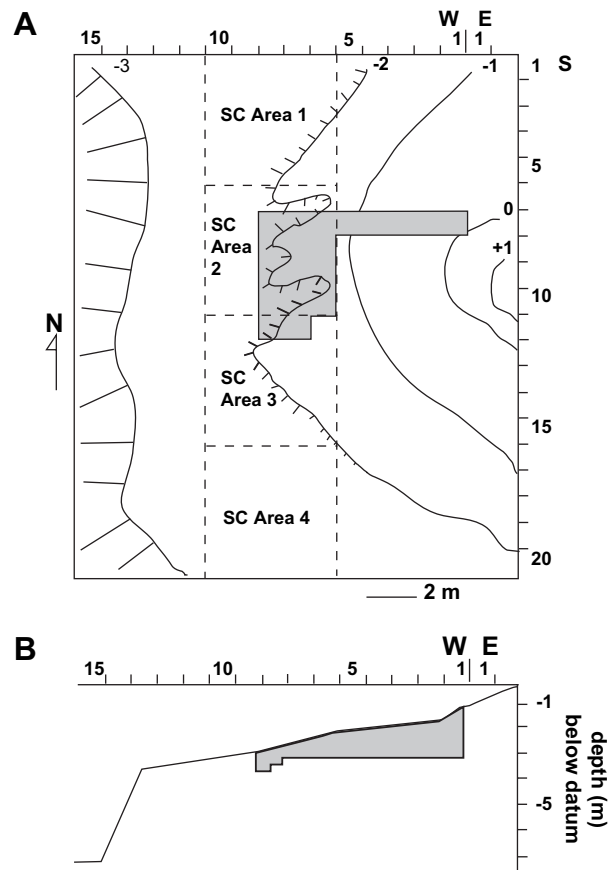 A
W E
15 10 5 1 1
-3 -2 -1 1 S
SC Area 1
5
SC
Area
2
0
+1
10
N
SC
Area 3
15
SC Area 4
20
2 m
B
W E
15 10 5 1 1
-1
-5
depth (m)
below datum